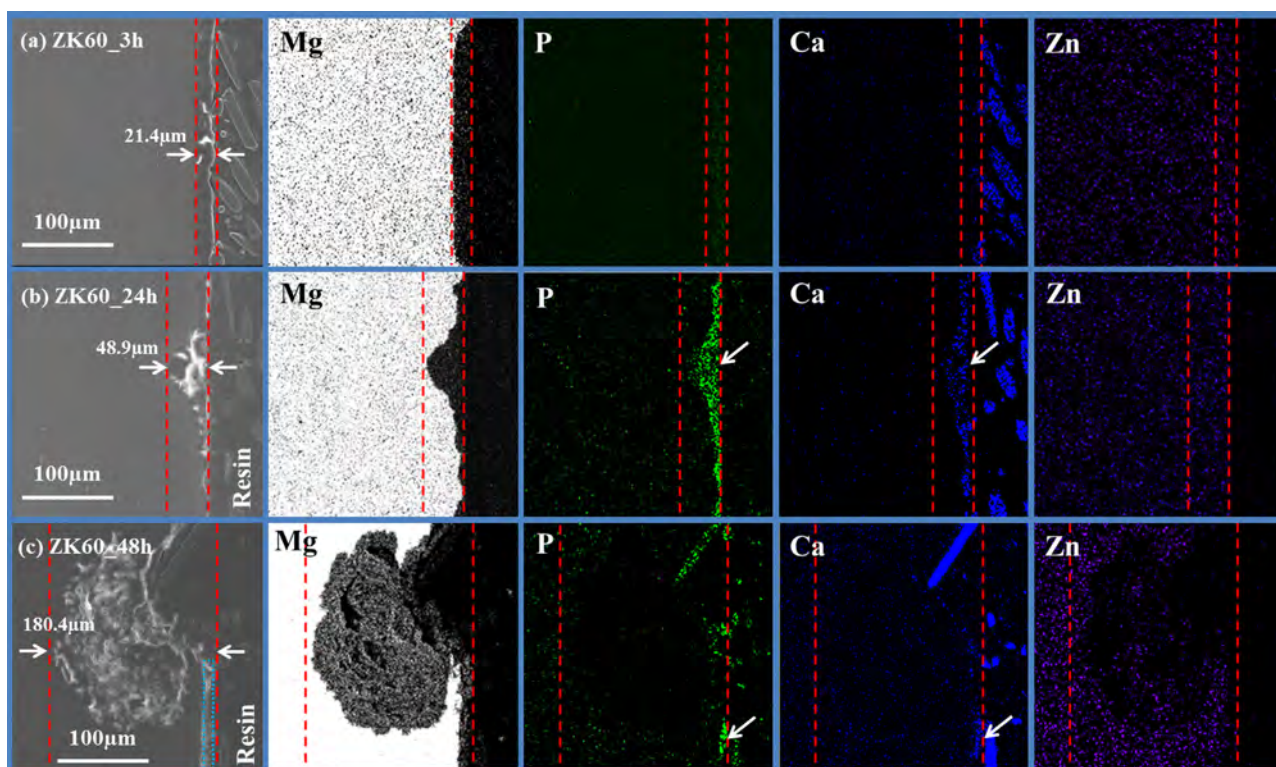 (a) ZK60_3h
Mg
P
Ca
Zn
21.4μm
100μm
(b) ZK60_24h
Mg
P
Ca
Zn
48.9μm
100μm
Resin
(c) ZK60_48h
Mg
P
Ca
Zn
180.4μm
100μm
Resin